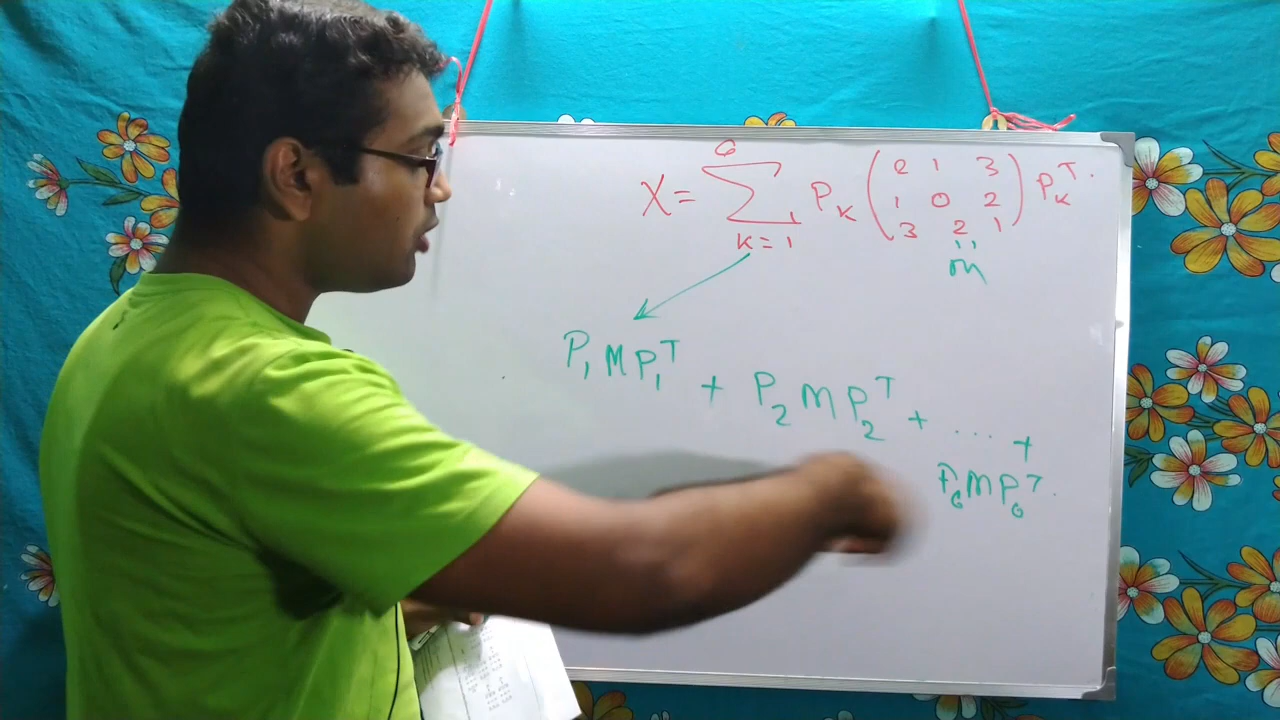 6
X = Σ P_K ( 2 1 3 ) P_K^T.
( 1 0 2 )
( 3 2 1 )
K = 1
M
P_1 M P_1^T + P_2 M P_2^T + ... +
P_6 M P_6^T.